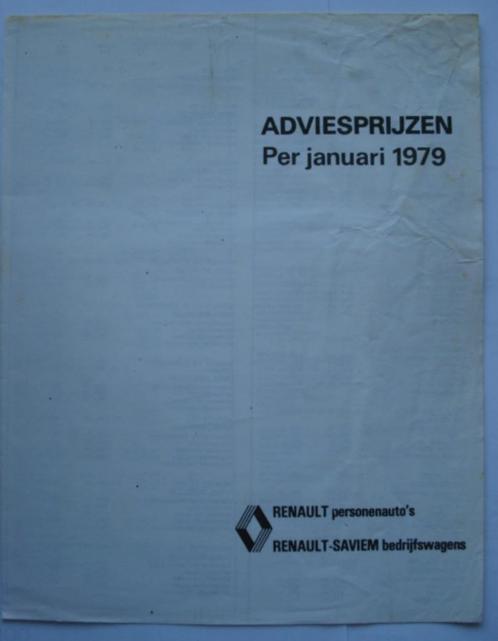 ADVIESPRIJZEN
Per januari 1979
RENAULT personenauto's
RENAULT-SAVIEM bedrijfswagens